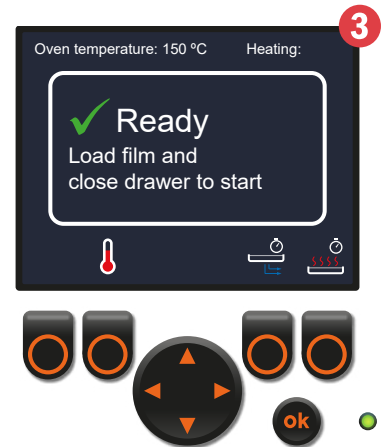 3
Oven temperature: 150 ºC Heating:
Ready
Load film and
close drawer to start
ok